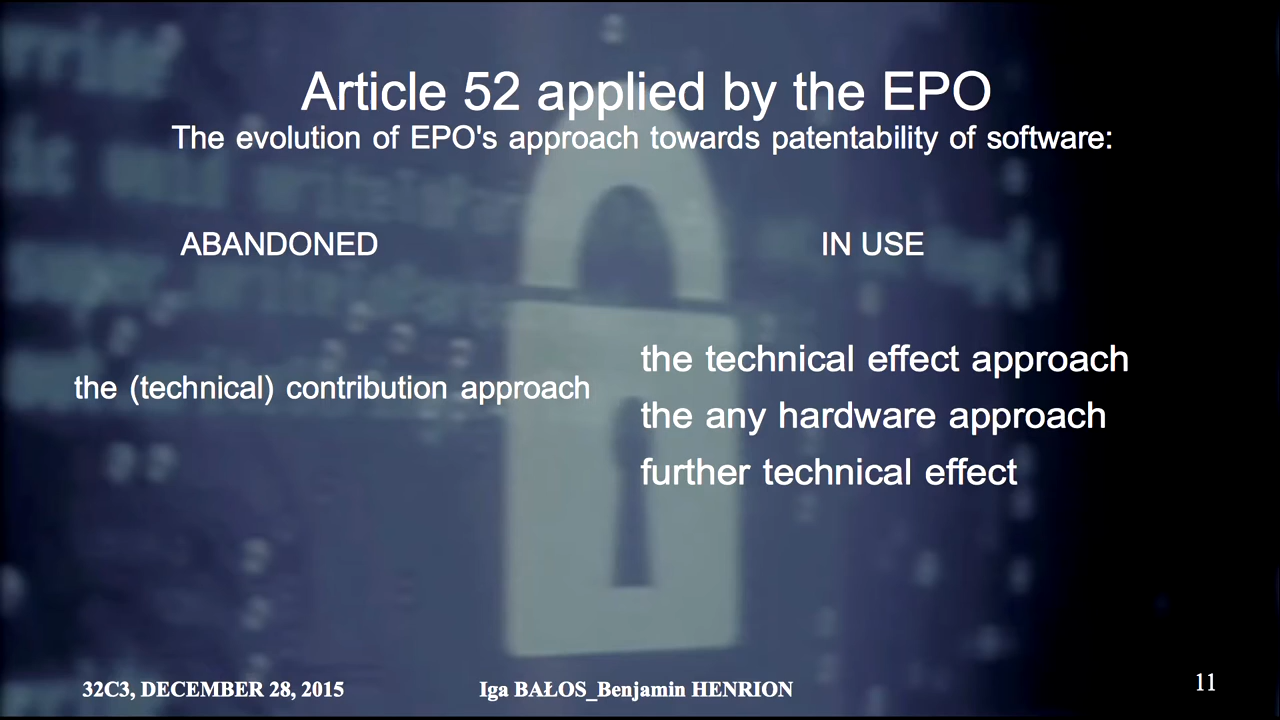 Article 52 applied by the EPO
The evolution of EPO's approach towards patentability of software:
ABANDONED
IN USE
the (technical) contribution approach
the technical effect approach
the any hardware approach
further technical effect
32C3, DECEMBER 28, 2015
Iga BAŁOS_Benjamin HENRION
11